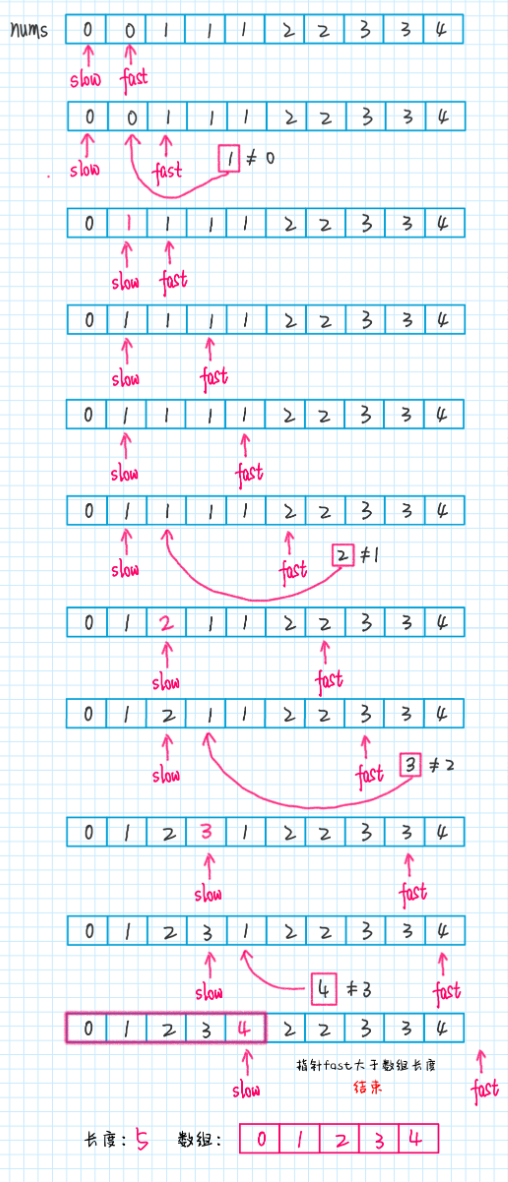 nums 0 0 1 1 1 2 2 3 3 4
slow fast
0 0 1 1 1 2 2 3 3 4
slow fast 1 ≠ 0
0 1 1 1 1 2 2 3 3 4
slow fast
0 1 1 1 1 2 2 3 3 4
slow fast
0 1 1 1 1 2 2 3 3 4
slow fast
0 1 1 1 1 2 2 3 3 4
slow fast 2 ≠ 1
0 1 2 1 1 2 2 3 3 4
slow fast
0 1 2 1 1 2 2 3 3 4
slow fast 3 ≠ 2
0 1 2 3 1 2 2 3 3 4
slow fast
0 1 2 3 1 2 2 3 3 4
slow 4 ≠ 3 fast
0 1 2 3 4 2 2 3 3 4
slow 指针fast大于数组长度 fast
结束
长度: 5 数组: 0 1 2 3 4